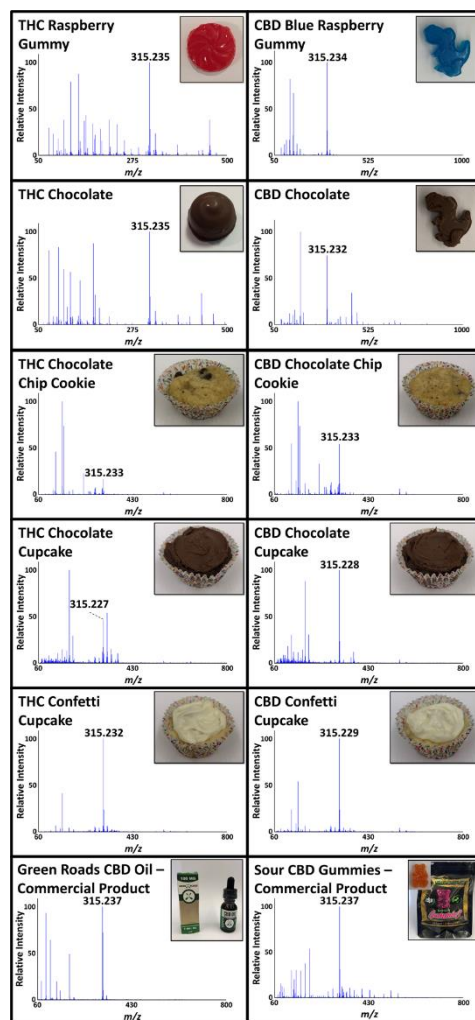 THC Raspberry
Gummy
315.235
100
50
0
Relative Intensity
50
275
500
m/z
CBD Blue Raspberry
Gummy
315.234
100
50
0
Relative Intensity
50
525
1000
m/z
THC Chocolate
315.235
100
50
0
Relative Intensity
50
275
500
m/z
CBD Chocolate
315.232
100
50
0
Relative Intensity
50
525
1000
m/z
THC Chocolate
Chip Cookie
315.233
100
50
0
Relative Intensity
60
430
800
m/z
CBD Chocolate Chip
Cookie
315.233
100
50
0
Relative Intensity
60
430
800
m/z
THC Chocolate
Cupcake
315.227
100
50
0
Relative Intensity
60
430
800
m/z
CBD Chocolate
Cupcake
315.228
100
50
0
Relative Intensity
60
430
800
m/z
THC Confetti
Cupcake
315.232
100
50
0
Relative Intensity
60
430
800
m/z
CBD Confetti
Cupcake
315.229
100
50
0
Relative Intensity
60
430
800
m/z
Green Roads CBD Oil –
Commercial Product
315.237
100
50
0
Relative Intensity
60
430
800
m/z
Sour CBD Gummies –
Commercial Product
315.237
100
50
0
Relative Intensity
60
430
800
m/z